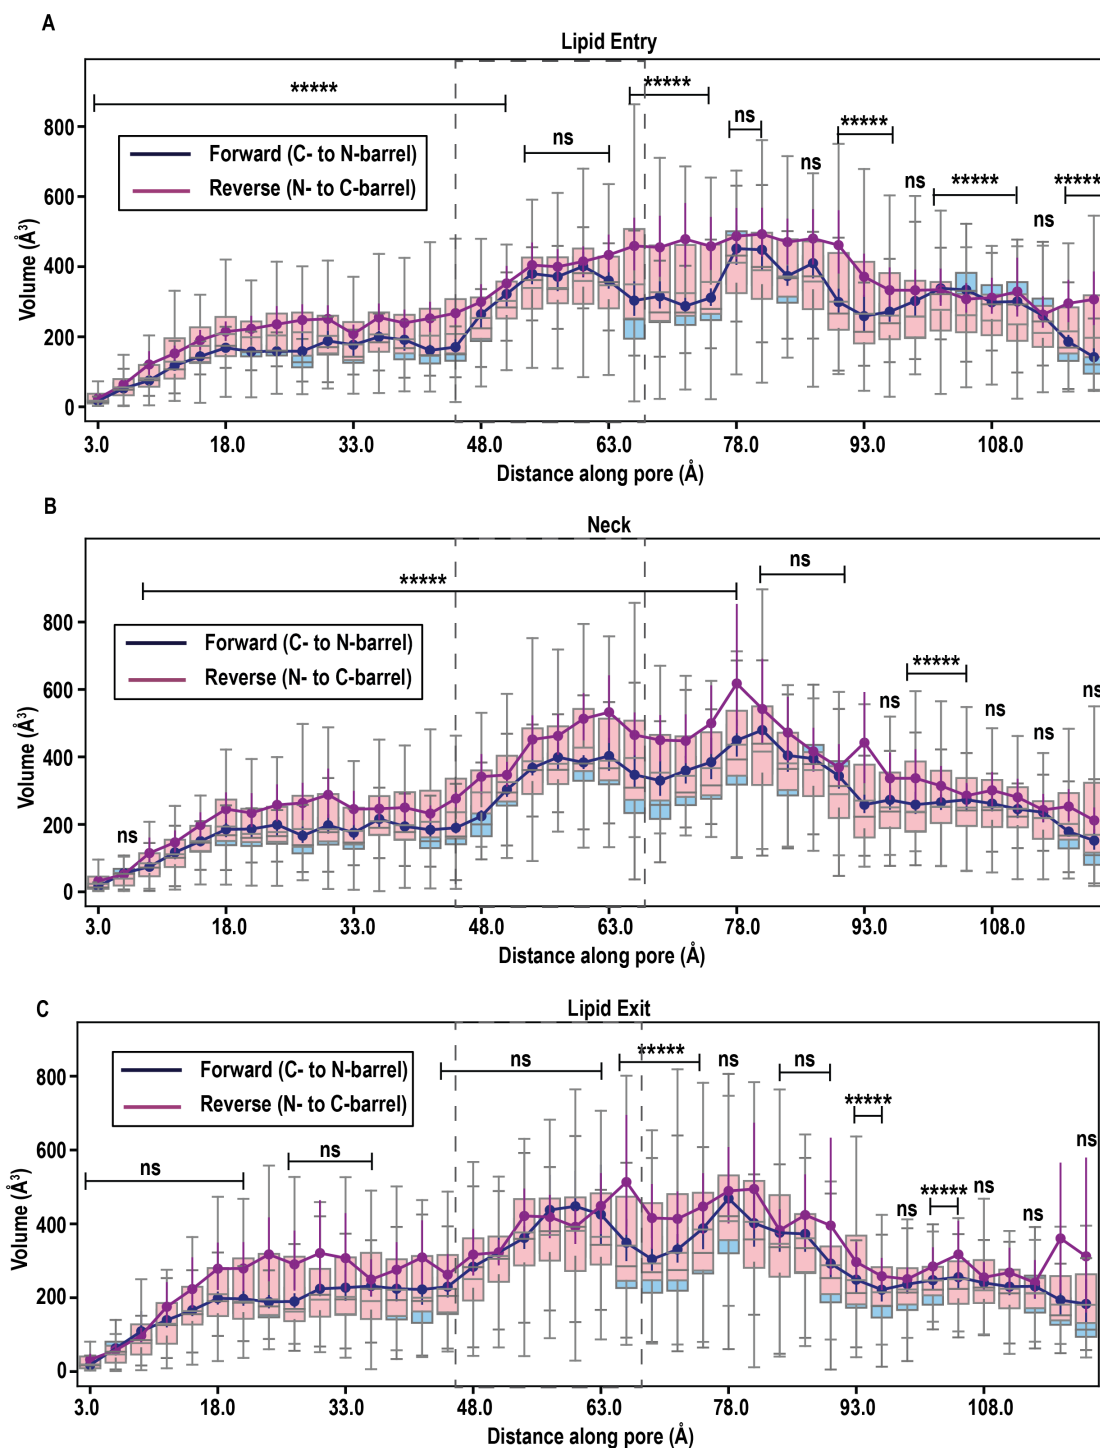 A
Lipid Entry
*****
*****
ns
*****
ns
ns
ns
*****
*****
ns
Forward (C- to N-barrel)
Reverse (N- to C-barrel)
Volume (Å³)
800
600
400
200
0
3.0 18.0 33.0 48.0 63.0 78.0 93.0 108.0
Distance along pore (Å)
B
Neck
*****
ns
*****
ns
ns
ns
ns
ns
Forward (C- to N-barrel)
Reverse (N- to C-barrel)
Volume (Å³)
800
600
400
200
0
3.0 18.0 33.0 48.0 63.0 78.0 93.0 108.0
Distance along pore (Å)
C
Lipid Exit
ns
*****
ns
ns
*****
ns
ns
ns
ns
*****
ns
ns
Forward (C- to N-barrel)
Reverse (N- to C-barrel)
Volume (Å³)
800
600
400
200
0
3.0 18.0 33.0 48.0 63.0 78.0 93.0 108.0
Distance along pore (Å)